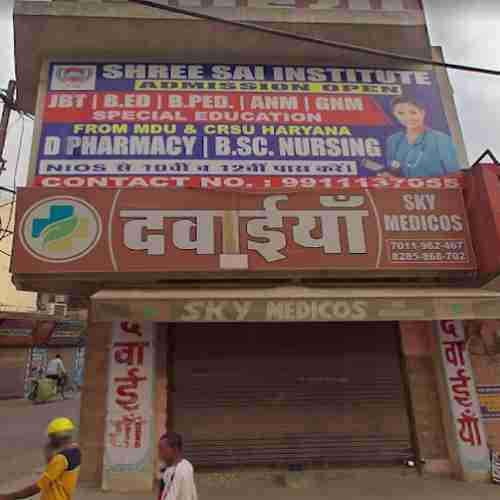 SHREE SAI INSTITUTE
ADMISSION OPEN
JBT | B.ED | B.PED. | ANM | GNM
SPECIAL EDUCATION
FROM MDU & CRSU HARYANA
D PHARMACY | B.SC. NURSING
NIOS से 10वीं व 12वीं पास करें।
CONTACT NO. : 9911137055
दवाईयाँ
SKY
MEDICOS
7011-962-467
8285-868-702
SKY MEDICOS
दवाईयाँ
दवाईयाँ